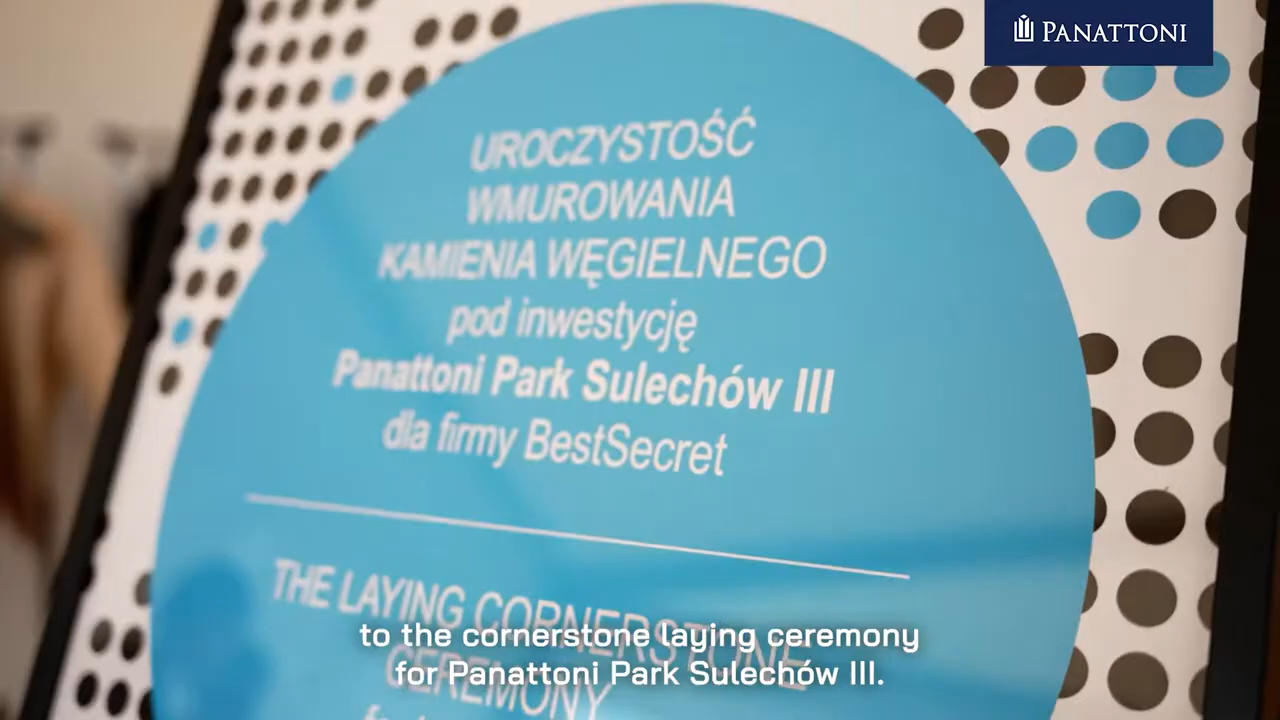 PANATTONI
UROCZYSTOŚĆ
WMUROWANIA
KAMIENIA WĘGIELNEGO
pod inwestycję
Panattoni Park Sulechów III
dla firmy BestSecret
THE LAYING CORNERSTONE
CEREMONY
to the cornerstone laying ceremony
for Panattoni Park Sulechów III.